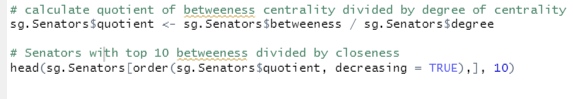 # calculate quotient of betweeness centrality divided by degree of centrality
sg.Senators$quotient <- sg.Senators$betweeness / sg.Senators$degree
# Senators with top 10 betweeness divided by closeness
head(sg.Senators[order(sg.Senators$quotient, decreasing = TRUE),], 10)